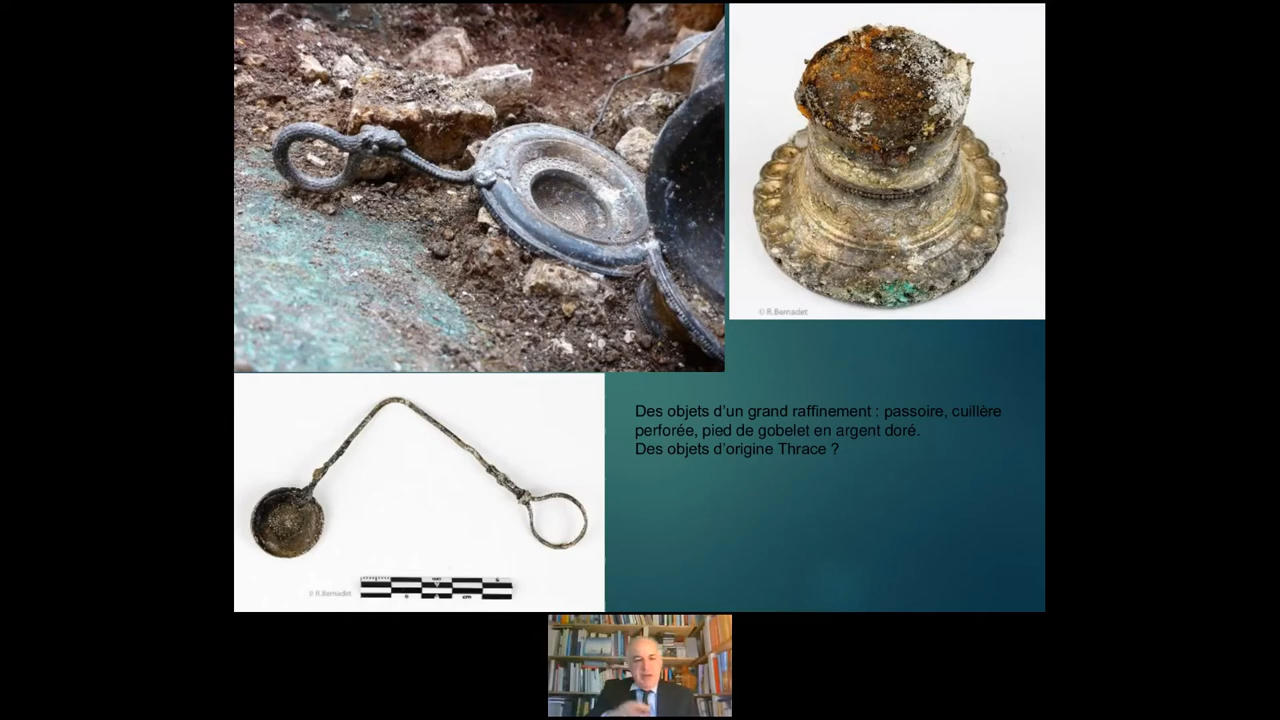 © R.Bernadet
Des objets d’un grand raffinement : passoire, cuillère
perforée, pied de gobelet en argent doré.
Des objets d’origine Thrace ?
© R.Bernadet
cm